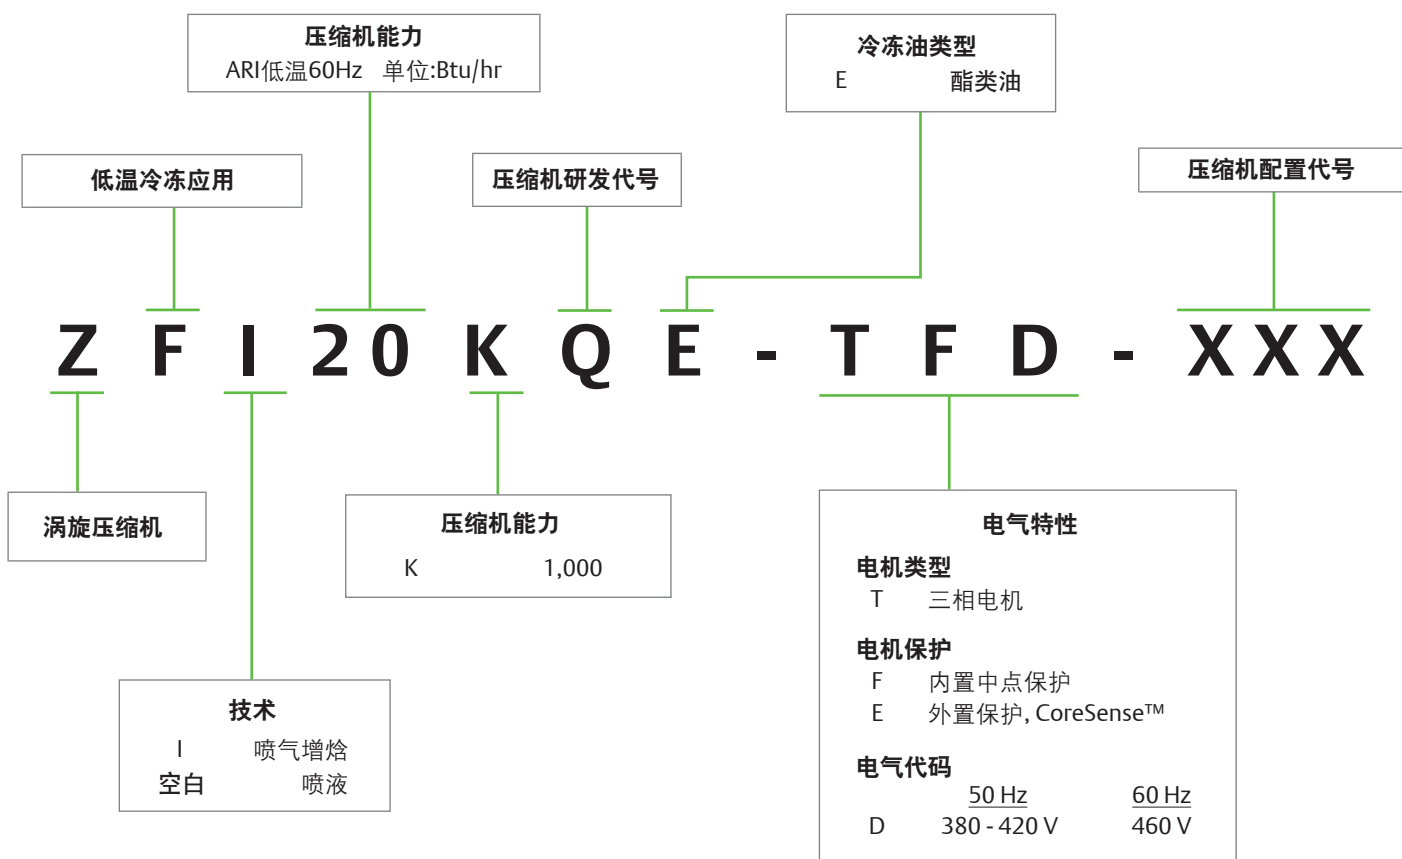 压缩机能力
ARI低温60Hz 单位:Btu/hr
冷冻油类型
E 酯类油
低温冷冻应用
压缩机研发代号
压缩机配置代号
Z F I 2 0 K Q E - T F D - X X X
涡旋压缩机
压缩机能力
K 1,000
技术
I 喷气增焓
空白 喷液
电气特性
电机类型
T 三相电机
电机保护
F 内置中点保护
E 外置保护, CoreSense™
电气代码
50 Hz 60 Hz
D 380 - 420 V 460 V